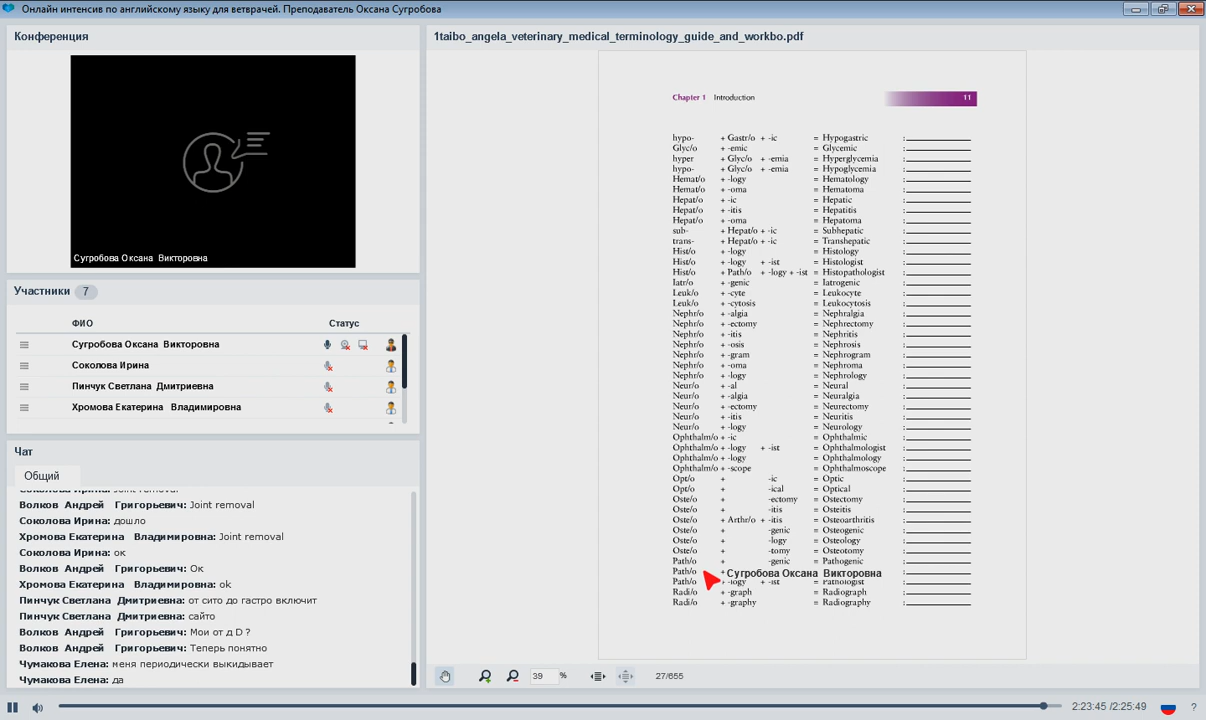 Онлайн интенсив по английскому языку для ветврачей. Преподаватель Оксана Сугробова
Конференция
Сугробова Оксана Викторовна
Участники 7
ФИО Статус
Сугробова Оксана Викторовна
Соколова Ирина
Пинчук Светлана Дмитриевна
Хромова Екатерина Владимировна
Чат
Общий
Соколова Ирина: Joint removal
Волков Андрей Григорьевич: Joint removal
Соколова Ирина: дошло
Хромова Екатерина Владимировна: Joint removal
Соколова Ирина: ок
Волков Андрей Григорьевич: Ок
Хромова Екатерина Владимировна: ok
Пинчук Светлана Дмитриевна: от сито до гастро включит
Пинчук Светлана Дмитриевна: сайто
Волков Андрей Григорьевич: Мои от д D ?
Волков Андрей Григорьевич: Теперь понятно
Чумакова Елена: меня периодически выкидывает
Чумакова Елена: да
1taibo_angela_veterinary_medical_terminology_guide_and_workbo.pdf
Chapter 1 Introduction 11
hypo- + Gastr/o + -ic = Hypogastric :
Glyc/o + -emic = Glycemic :
hyper + Glyc/o + -emia = Hyperglycemia :
hypo- + Glyc/o + -emia = Hypoglycemia :
Hemat/o + -logy = Hematology :
Hemat/o + -oma = Hematoma :
Hepat/o + -ic = Hepatic :
Hepat/o + -itis = Hepatitis :
Hepat/o + -oma = Hepatoma :
sub- + Hepat/o + -ic = Subhepatic :
trans- + Hepat/o + -ic = Transhepatic :
Hist/o + -logy = Histology :
Hist/o + -logy + -ist = Histologist :
Hist/o + Path/o + -logy + -ist = Histopathologist :
Iatr/o + -genic = Iatrogenic :
Leuk/o + -cyte = Leukocyte :
Leuk/o + -cytosis = Leukocytosis :
Nephr/o + -algia = Nephralgia :
Nephr/o + -ectomy = Nephrectomy :
Nephr/o + -itis = Nephritis :
Nephr/o + -osis = Nephrosis :
Nephr/o + -gram = Nephrogram :
Nephr/o + -oma = Nephroma :
Nephr/o + -logy = Nephrology :
Neur/o + -al = Neural :
Neur/o + -algia = Neuralgia :
Neur/o + -ectomy = Neurectomy :
Neur/o + -itis = Neuritis :
Neur/o + -logy = Neurology :
Ophthalm/o + -ic = Ophthalmic :
Ophthalm/o + -logy + -ist = Ophthalmologist :
Ophthalm/o + -logy = Ophthalmology :
Ophthalm/o + -scope = Ophthalmoscope :
Opt/o + -ic = Optic :
Opt/o + -ical = Optical :
Oste/o + -ectomy = Ostectomy :
Oste/o + -itis = Osteitis :
Oste/o + Arthr/o + -itis = Osteoarthritis :
Oste/o + -genic = Osteogenic :
Oste/o + -logy = Osteology :
Oste/o + -tomy = Osteotomy :
Path/o + -genic = Pathogenic :
Path/o + Сугробова Оксана Викторовна :
Path/o + -logy + -ist = Pathologist :
Radi/o + -graph = Radiograph :
Radi/o + -graphy = Radiography :
39 % 27/655
2:23:45 /2:25:49 ?